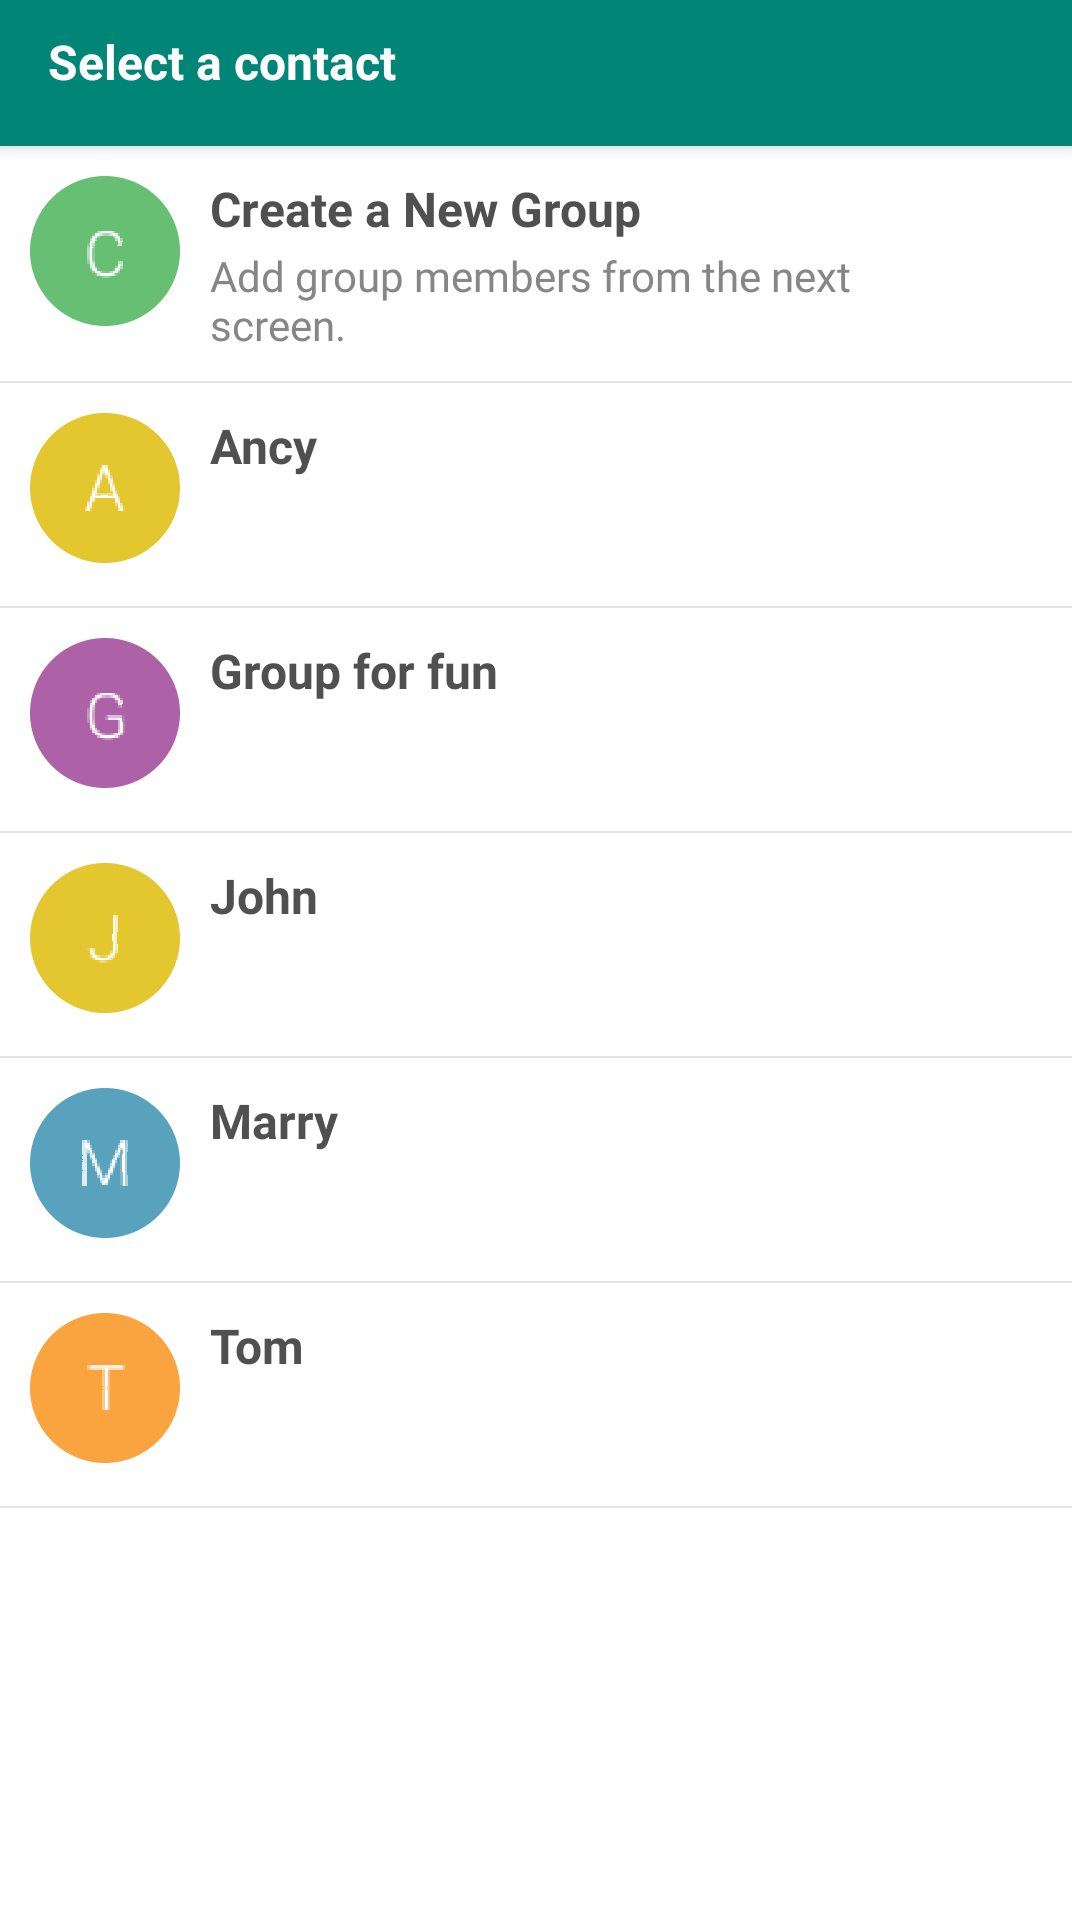 Select a contact
C
Create a New Group
Add group members from the next
screen.
A
Ancy
G
Group for fun
J
John
M
Marry
T
Tom